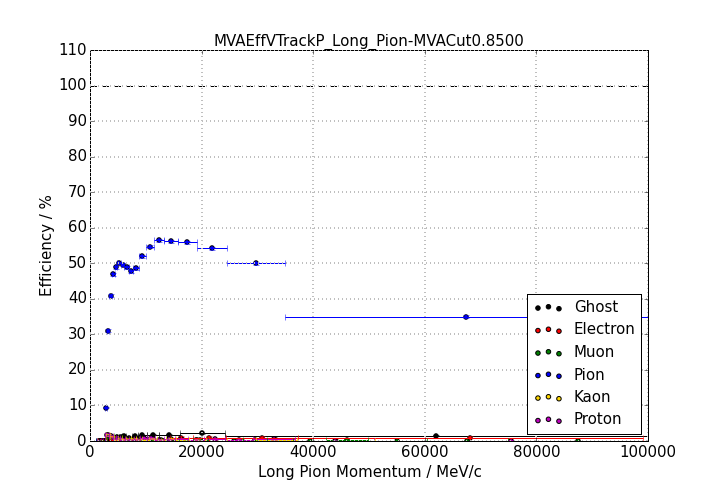 MVAEffVTrackP_Long_Pion-MVACut0.8500
110
100
90
80
70
60
50
40
30
20
10
0
Efficiency / %
Ghost
Electron
Muon
Pion
Kaon
Proton
0 20000 40000 60000 80000 100000
Long Pion Momentum / MeV/c